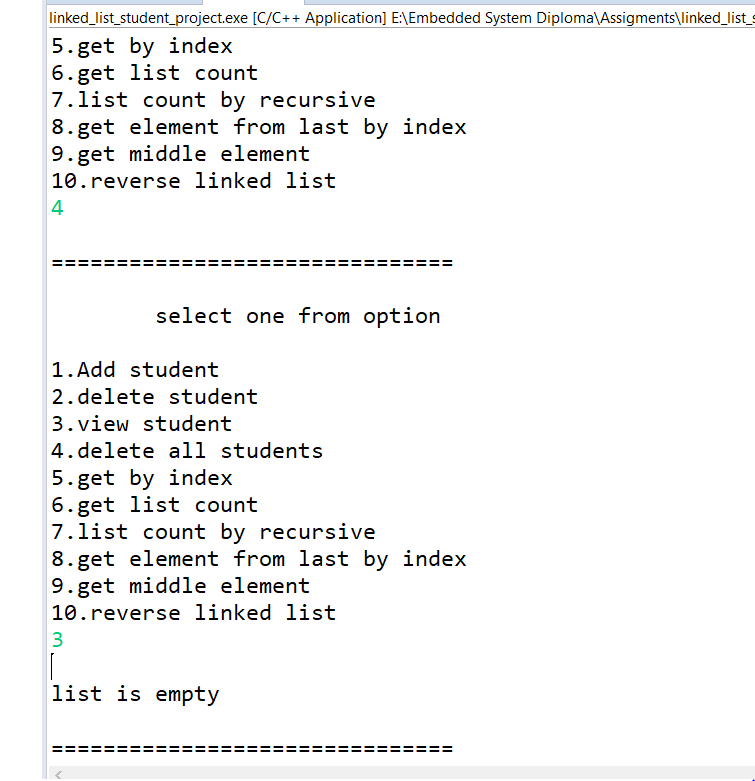 linked_list_student_project.exe [C/C++ Application] E:\Embedded System Diploma\Assigments\linked_list_s
5.get by index
6.get list count
7.list count by recursive
8.get element from last by index
9.get middle element
10.reverse linked list
4
===============================
select one from option
1.Add student
2.delete student
3.view student
4.delete all students
5.get by index
6.get list count
7.list count by recursive
8.get element from last by index
9.get middle element
10.reverse linked list
3
list is empty
===============================